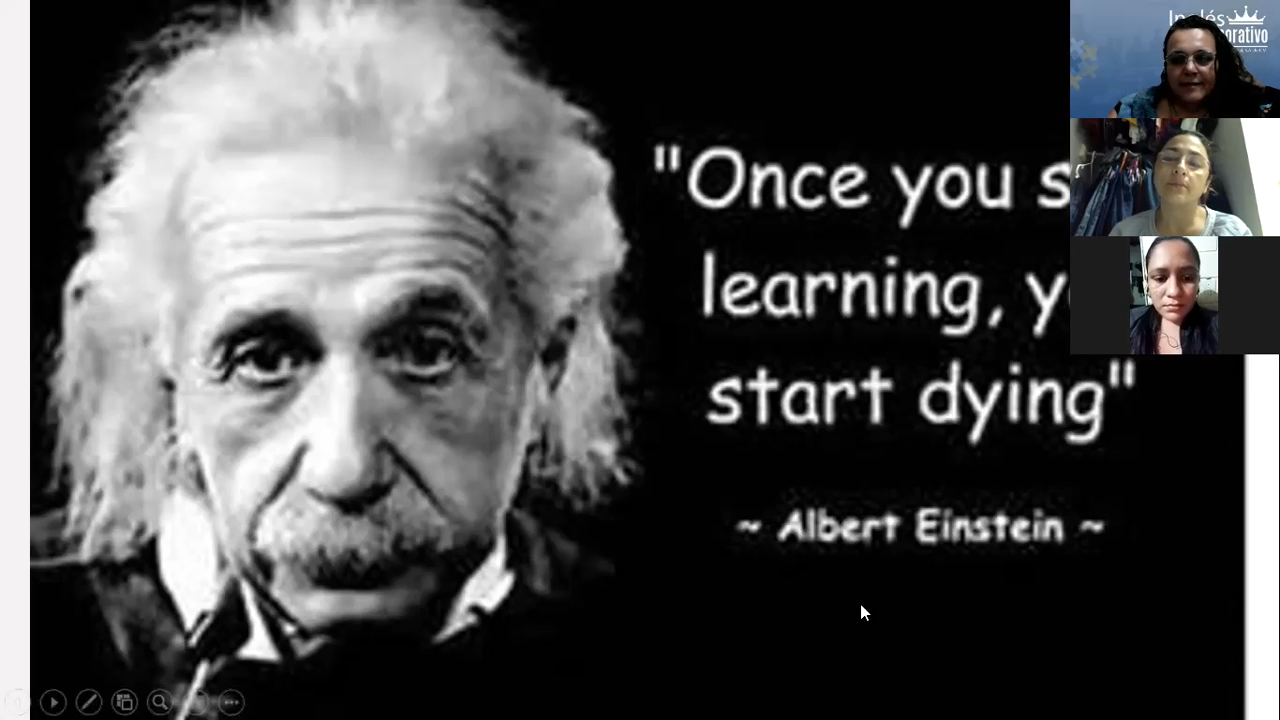 "Once you s
learning, y
start dying"
~ Albert Einstein ~
Inglés
orativo